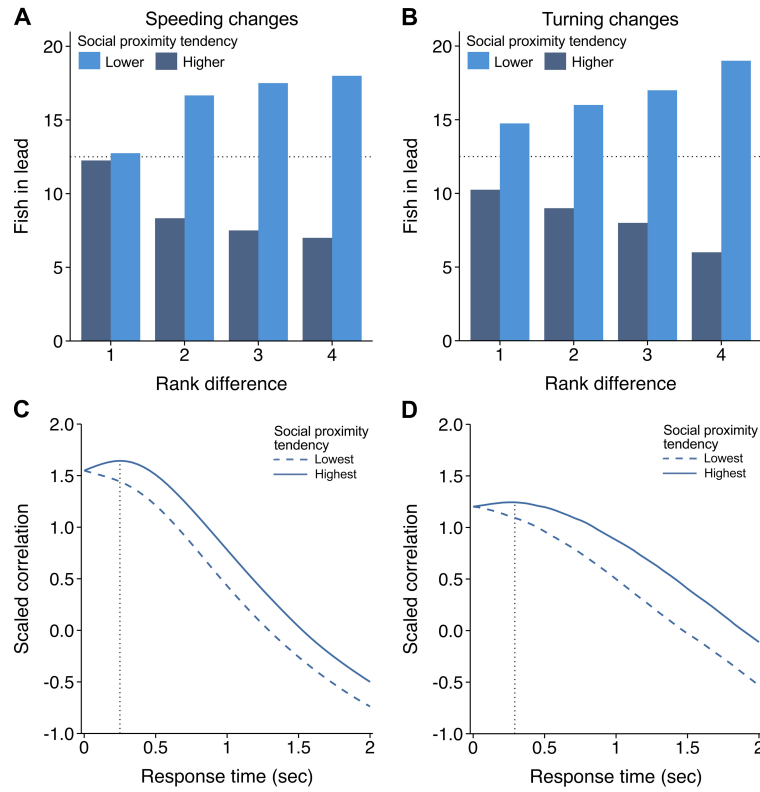 A
Speeding changes
Social proximity tendency
Lower
Higher
20
15
10
5
0
Fish in lead
1
2
3
4
Rank difference
B
Turning changes
Social proximity tendency
Lower
Higher
20
15
10
5
0
Fish in lead
1
2
3
4
Rank difference
C
Social proximity
tendency
Lowest
Highest
2.0
1.5
1.0
0.5
0.0
-0.5
-1.0
Scaled correlation
0
0.5
1
1.5
2
Response time (sec)
D
Social proximity
tendency
Lowest
Highest
2.0
1.5
1.0
0.5
0.0
-0.5
-1.0
Scaled correlation
0
0.5
1
1.5
2
Response time (sec)